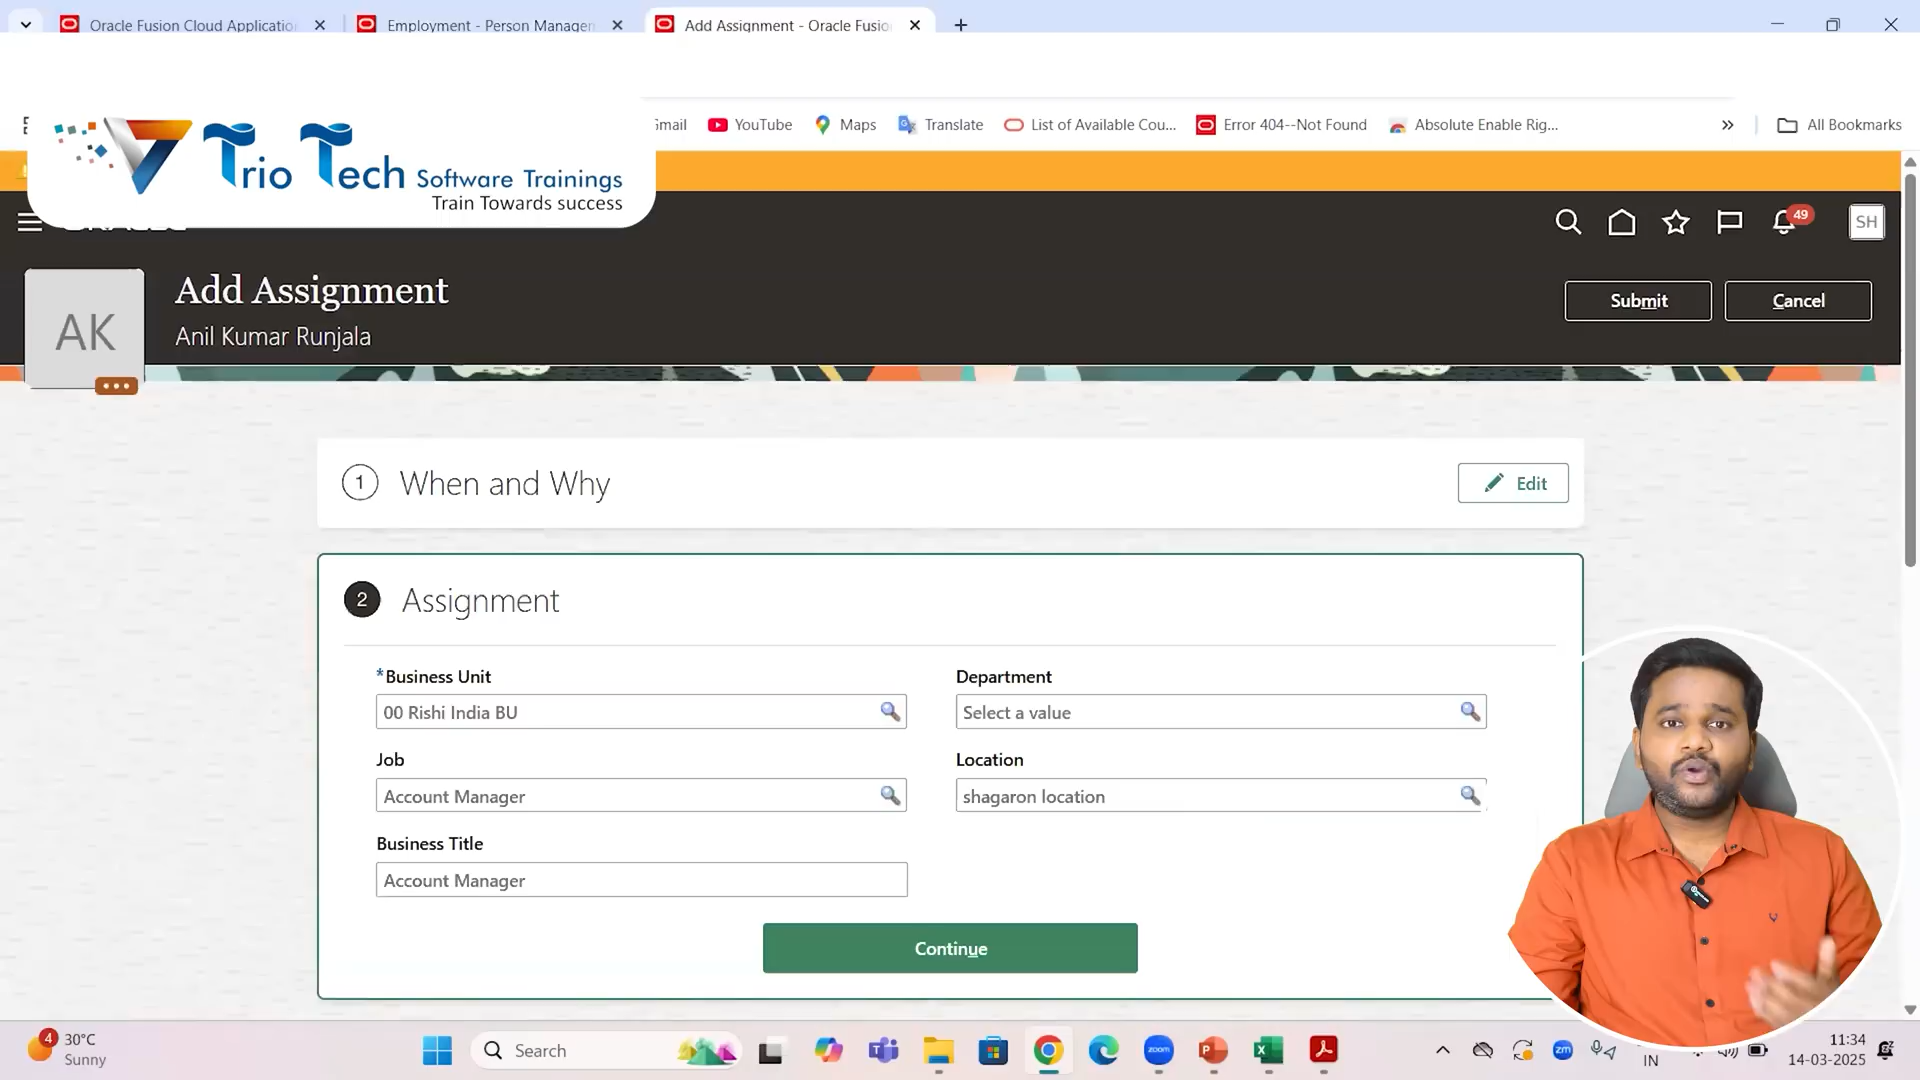 Oracle Fusion Cloud Applicatio
Employment - Person Managem
Add Assignment - Oracle Fusio
Gmail
YouTube
Maps
Translate
List of Available Cou...
Error 404--Not Found
Absolute Enable Rig...
All Bookmarks
Trio Tech Software Trainings
Train Towards success
49
SH
AK
Add Assignment
Anil Kumar Runjala
Submit
Cancel
1
When and Why
Edit
2
Assignment
*Business Unit
00 Rishi India BU
Department
Select a value
Job
Account Manager
Location
shagaron location
Business Title
Account Manager
Continue
4
30°C
Sunny
Search
zoom
zm
IN
11:34
14-03-2025